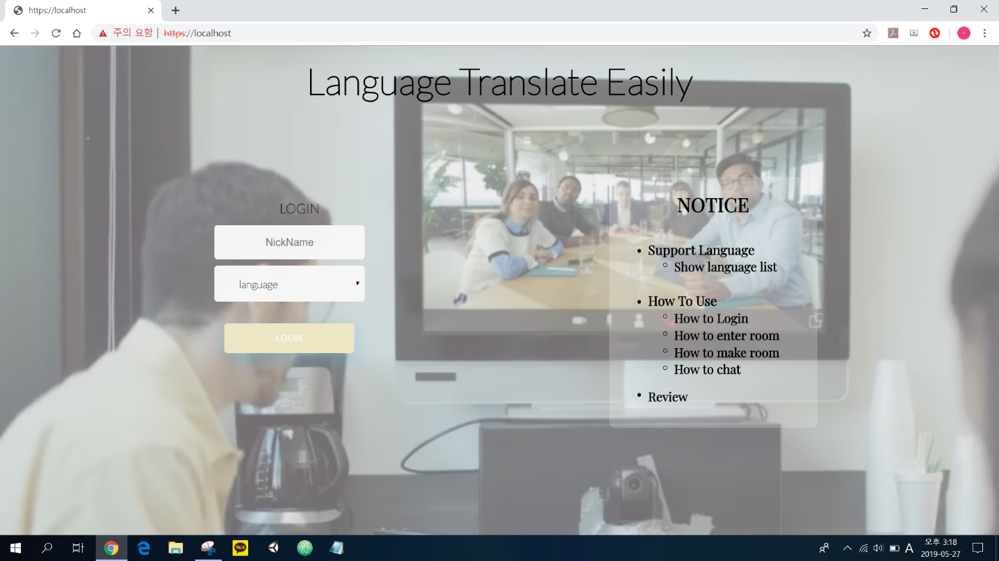 https://localhost
주의 요함 | https://localhost
Language Translate Easily
LOGIN
NickName
language
LOGIN
NOTICE
Support Language
Show language list
How To Use
How to Login
How to enter room
How to make room
How to chat
Review
TALK
A
오후 3:18
2019-05-27